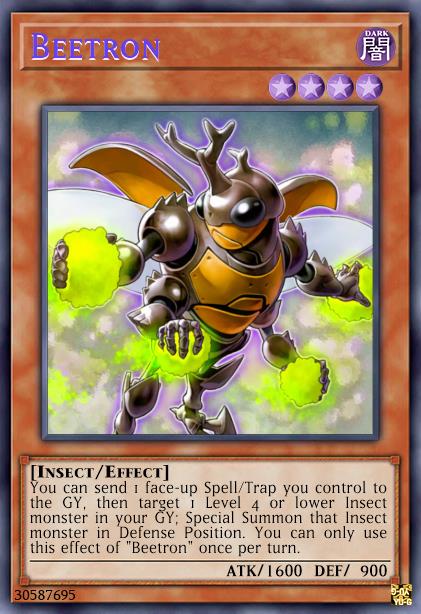 BEETRON
DARK
闇
[INSECT/EFFECT]
You can send 1 face-up Spell/Trap you control to
the GY, then target 1 Level 4 or lower Insect
monster in your GY; Special Summon that Insect
monster in Defense Position. You can only use
this effect of "Beetron" once per turn.
ATK/1600 DEF/ 900
30587695